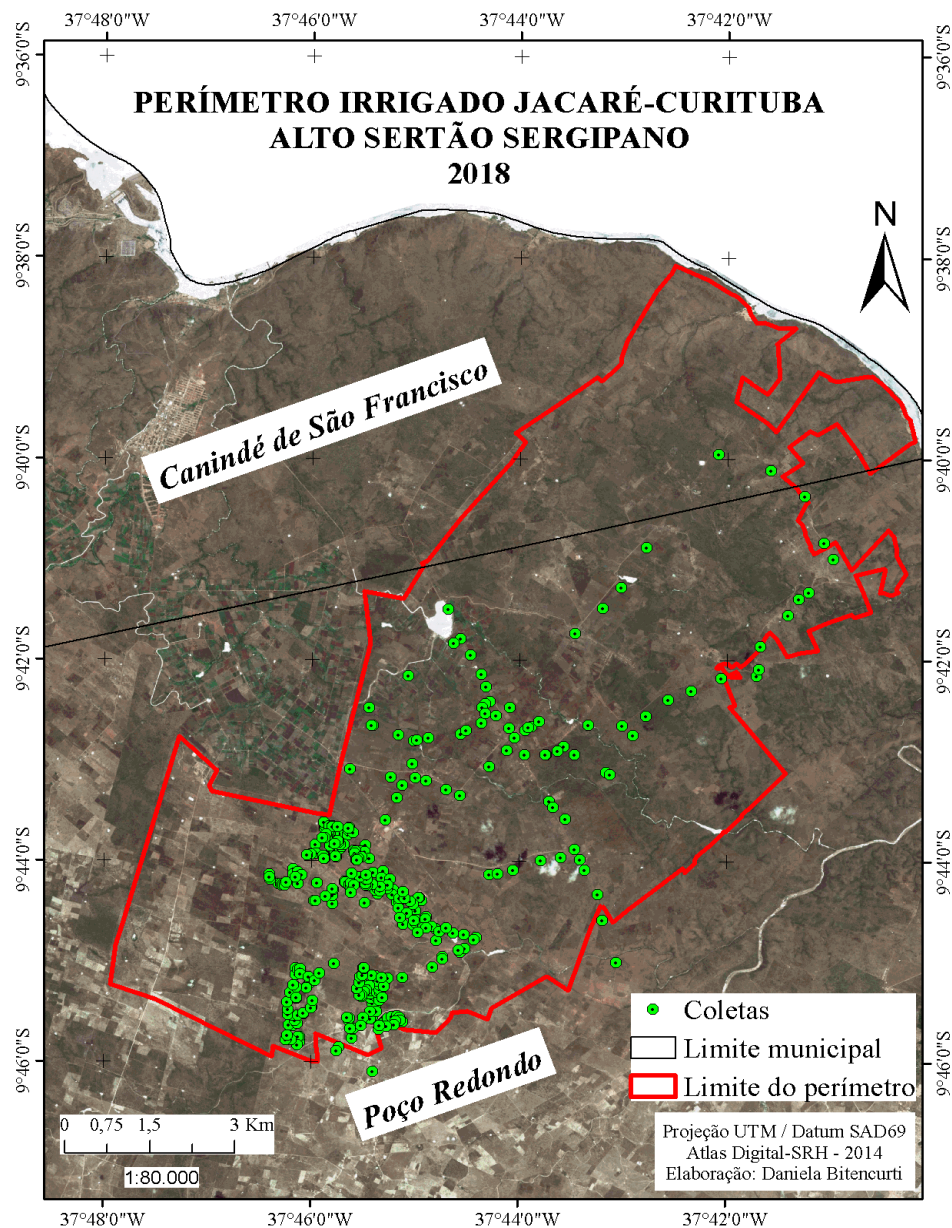 37°48'0"W 37°46'0"W 37°44'0"W 37°42'0"W
9°36'0"S 9°36'0"S
PERÍMETRO IRRIGADO JACARÉ-CURITUBA
ALTO SERTÃO SERGIPANO
2018
N
9°38'0"S 9°38'0"S
Canindé de São Francisco
9°40'0"S 9°40'0"S
9°42'0"S 9°42'0"S
9°44'0"S 9°44'0"S
Coletas
Limite municipal
Limite do perímetro
9°46'0"S 9°46'0"S
Poço Redondo
0 0,75 1,5 3 Km
1:80.000
Projeção UTM / Datum SAD69
Atlas Digital-SRH - 2014
Elaboração: Daniela Bitencurti
37°48'0"W 37°46'0"W 37°44'0"W 37°42'0"W